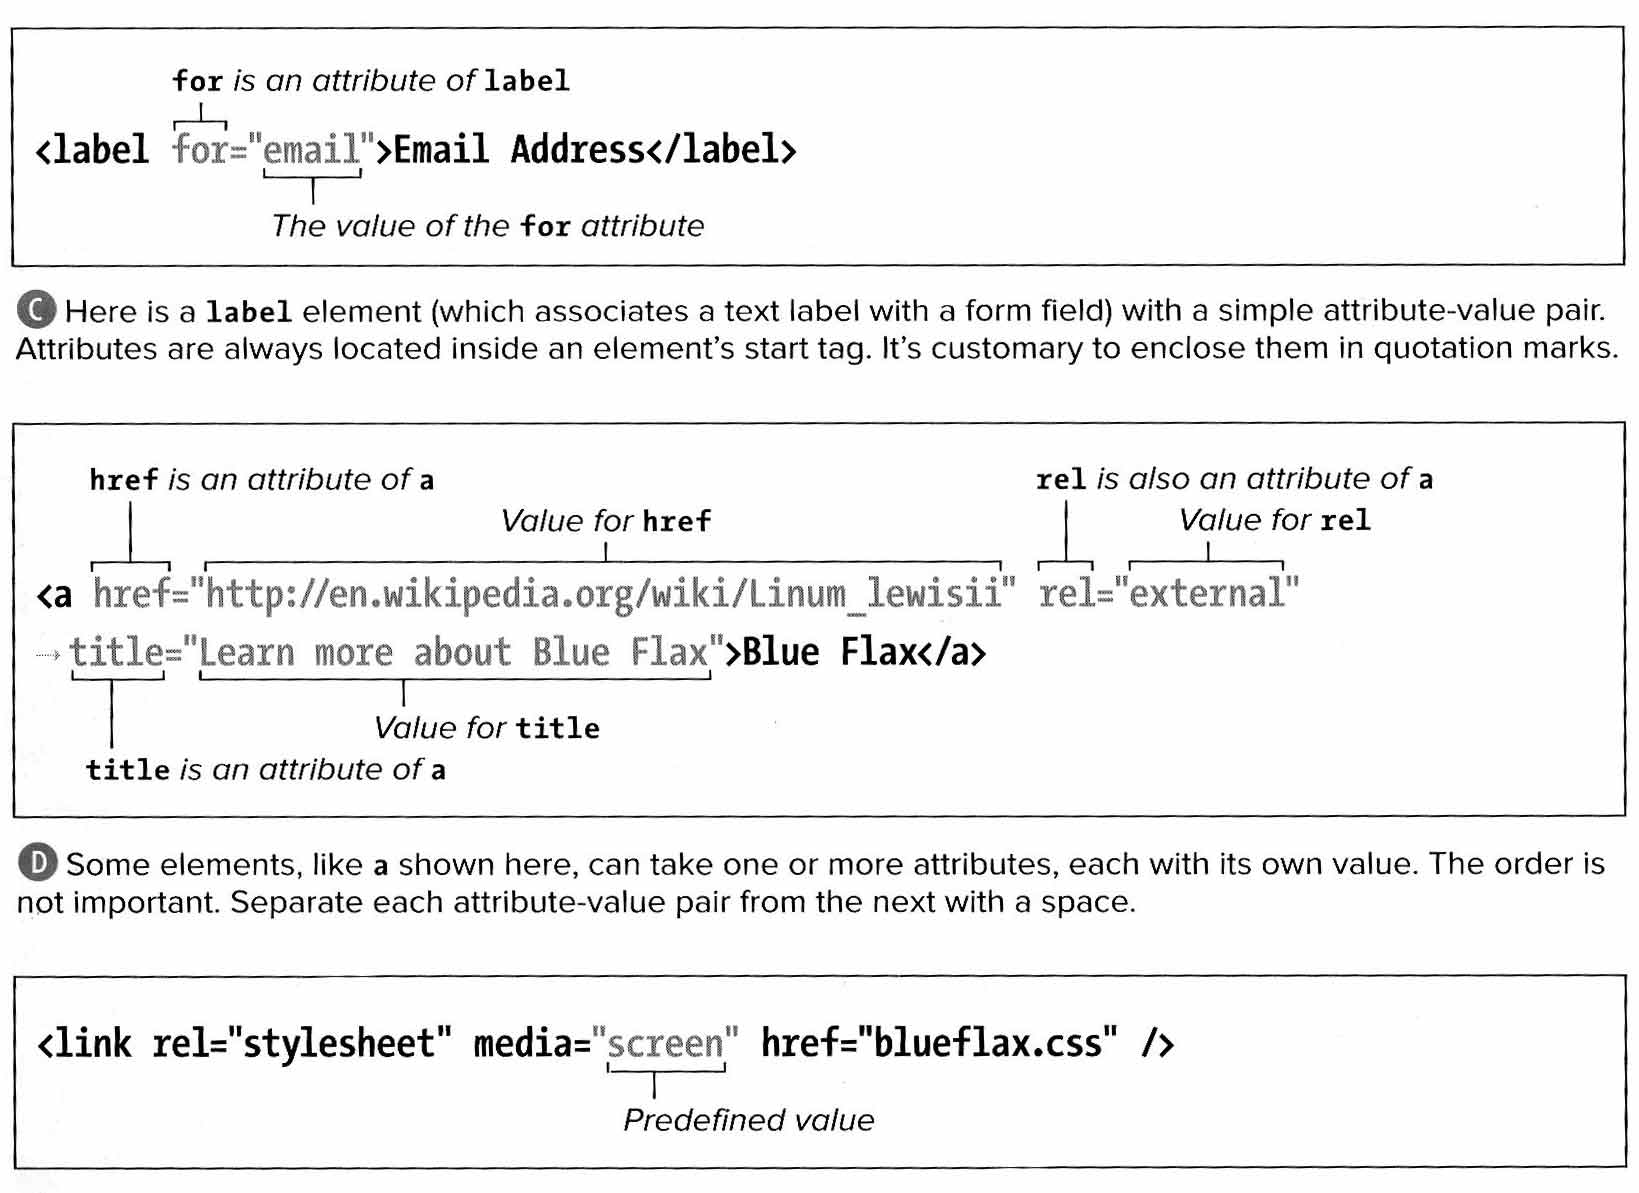 for is an attribute of label
<label for="email">Email Address</label>
The value of the for attribute
C Here is a label element (which associates a text label with a form field) with a simple attribute-value pair.
Attributes are always located inside an element's start tag. It's customary to enclose them in quotation marks.
href is an attribute of a
rel is also an attribute of a
Value for href
Value for rel
<a href="http://en.wikipedia.org/wiki/Linum_lewisii" rel="external"
→ title="Learn more about Blue Flax">Blue Flax</a>
Value for title
title is an attribute of a
D Some elements, like a shown here, can take one or more attributes, each with its own value. The order is
not important. Separate each attribute-value pair from the next with a space.
<link rel="stylesheet" media="screen" href="blueflax.css" />
Predefined value